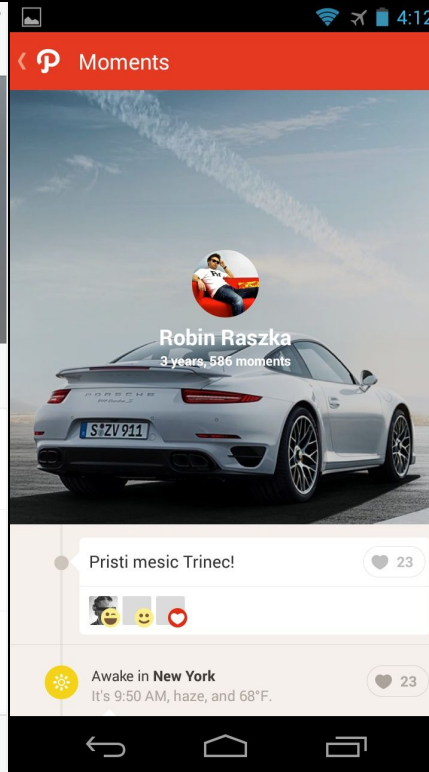 4:12
Moments
Robin Raszka
3 years, 586 moments
PORSCHE
S ZV 911
Pristi mesic Trinec!
23
Awake in New York
23
It's 9:50 AM, haze, and 68°F.